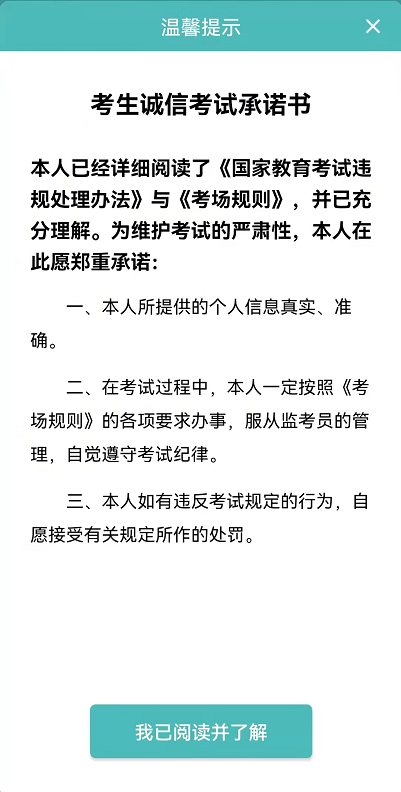 温馨提示
考生诚信考试承诺书
本人已经详细阅读了《国家教育考试违
规处理办法》与《考场规则》，并已充
分理解。为维护考试的严肃性，本人在
此愿郑重承诺：
一、本人所提供的个人信息真实、准
确。
二、在考试过程中，本人一定按照《考
场规则》的各项要求办事，服从监考员的管
理，自觉遵守考试纪律。
三、本人如有违反考试规定的行为，自
愿接受有关规定所作的处罚。
我已阅读并了解